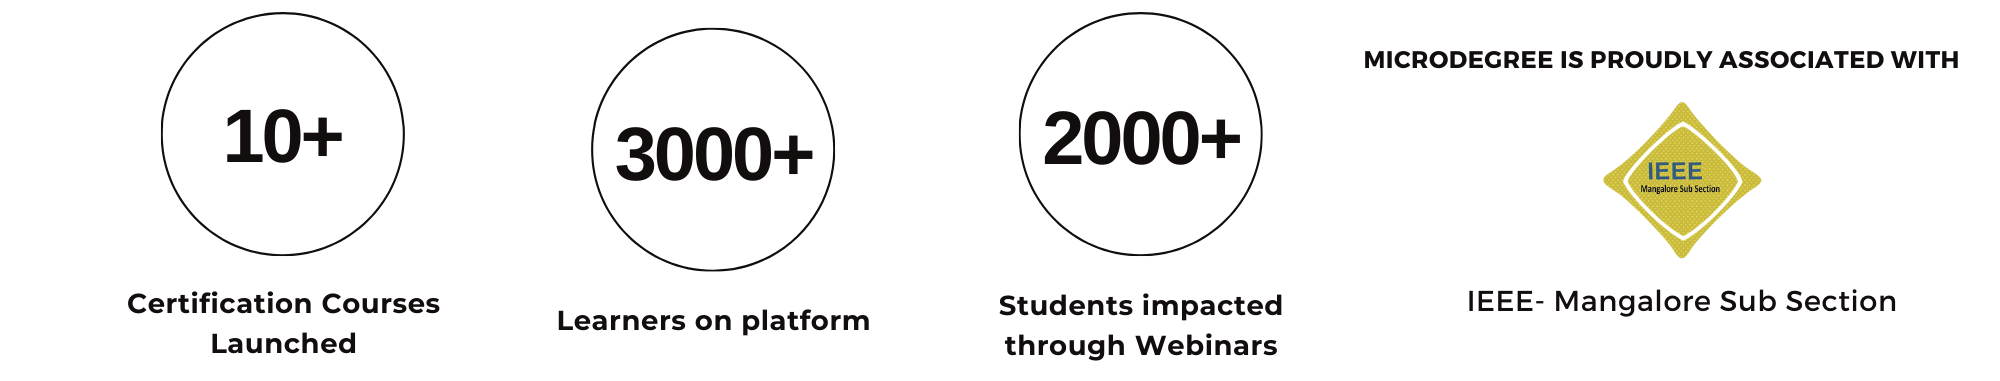 10+
Certification Courses
Launched
3000+
Learners on platform
2000+
Students impacted
through Webinars
MICRODEGREE IS PROUDLY ASSOCIATED WITH
IEEE
Mangalore Sub Section
IEEE- Mangalore Sub Section